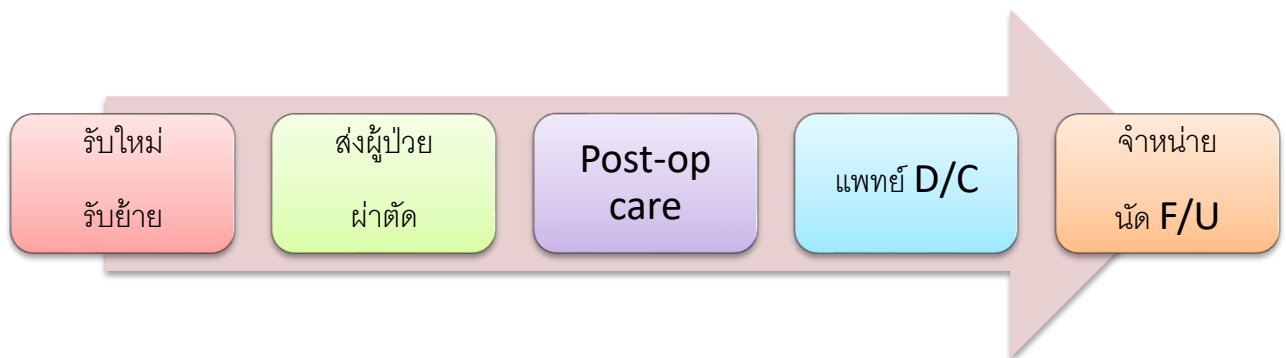 รับใหม่
รับย้าย
ส่งผู้ป่วย
ผ่าตัด
Post-op
care
แพทย์ D/C
จำหน่าย
นัด F/U